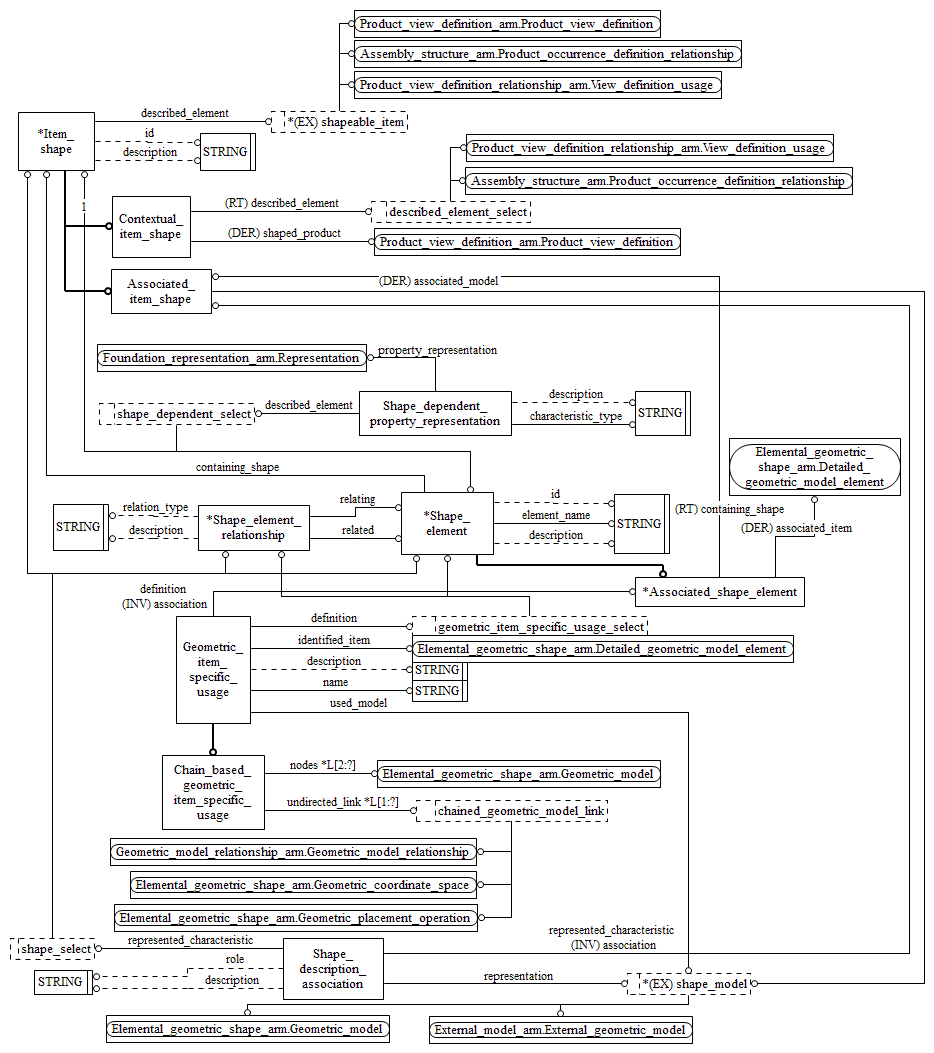 Product_view_definition_arm.Product_view_definition
Assembly_structure_arm.Product_occurrence_definition_relationship
Product_view_definition_relationship_arm.View_definition_usage
described_element
*(EX) shapeable_item
*Item_
shape
id
description
STRING
Product_view_definition_relationship_arm.View_definition_usage
Assembly_structure_arm.Product_occurrence_definition_relationship
1
Contextual_
item_shape
(RT) described_element
described_element_select
(DER) shaped_product
Product_view_definition_arm.Product_view_definition
Associated_
item_shape
(DER) associated_model
Foundation_representation_arm.Representation
property_representation
shape_dependent_select
described_element
Shape_dependent_
property_representation
description
characteristic_type
STRING
Elemental_geometric_
shape_arm.Detailed_
geometric_model_element
containing_shape
STRING
relation_type
description
*Shape_element_
relationship
relating
related
*Shape_
element
id
element_name
description
STRING
(RT) containing_shape
(DER) associated_item
definition
(INV) association
*Associated_shape_element
Geometric_
item_
specific_
usage
definition
geometric_item_specific_usage_select
identified_item
Elemental_geometric_shape_arm.Detailed_geometric_model_element
description
STRING
name
STRING
used_model
Chain_based_
geometric_
item_specific_
usage
nodes *L[2:?]
Elemental_geometric_shape_arm.Geometric_model
undirected_link *L[1:?]
chained_geometric_model_link
Geometric_model_relationship_arm.Geometric_model_relationship
Elemental_geometric_shape_arm.Geometric_coordinate_space
Elemental_geometric_shape_arm.Geometric_placement_operation
shape_select
represented_characteristic
STRING
role
description
Shape_
description_
association
represented_characteristic
(INV) association
representation
*(EX) shape_model
Elemental_geometric_shape_arm.Geometric_model
External_model_arm.External_geometric_model